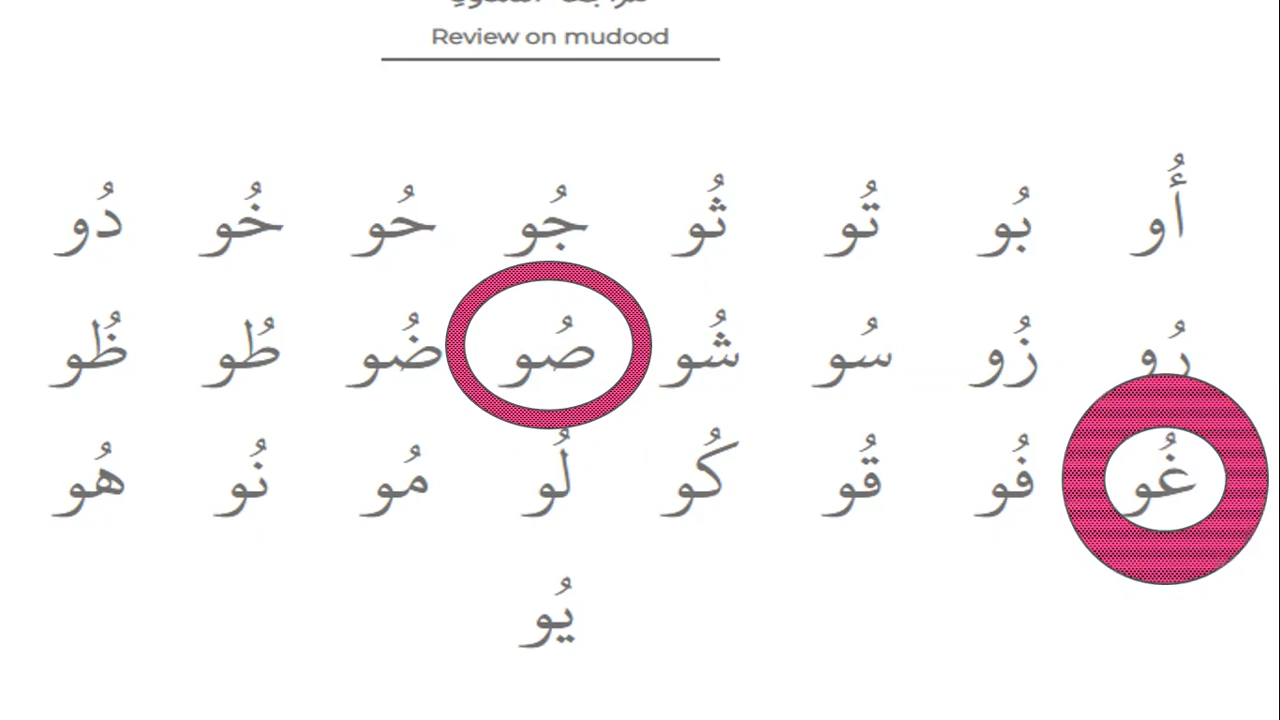 Review on mudood
أُو بُو تُو ثُو جُو حُو خُو دُو
رُو زُو سُو شُو صُو ضُو طُو ظُو
غُو فُو قُو كُو لُو مُو نُو هُو
يُو